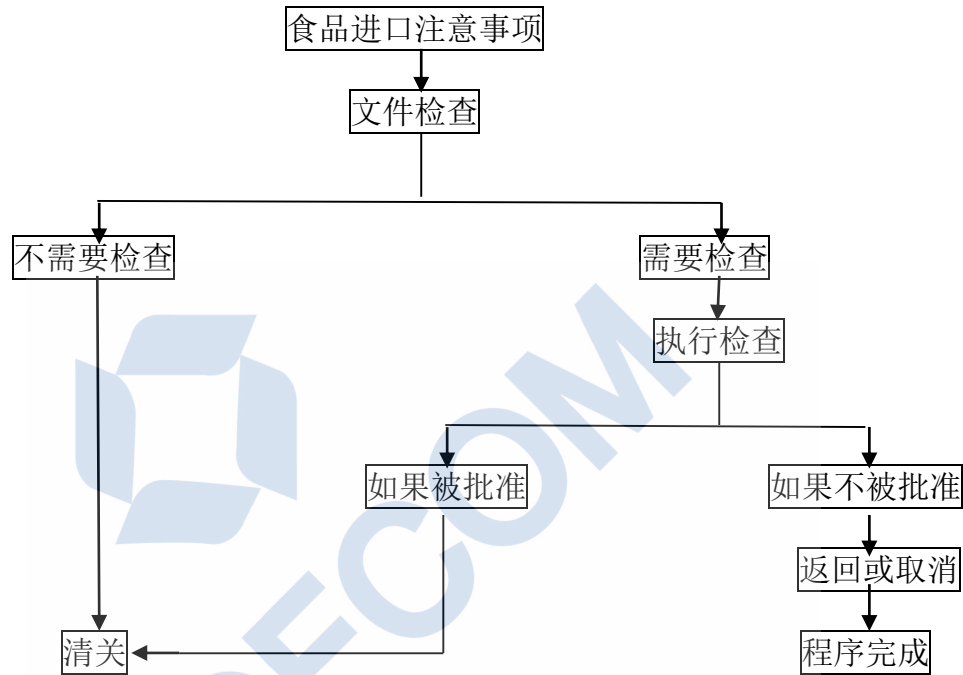 食品进口注意事项
文件检查
不需要检查
需要检查
执行检查
如果被批准
如果不被批准
返回或取消
清关
程序完成